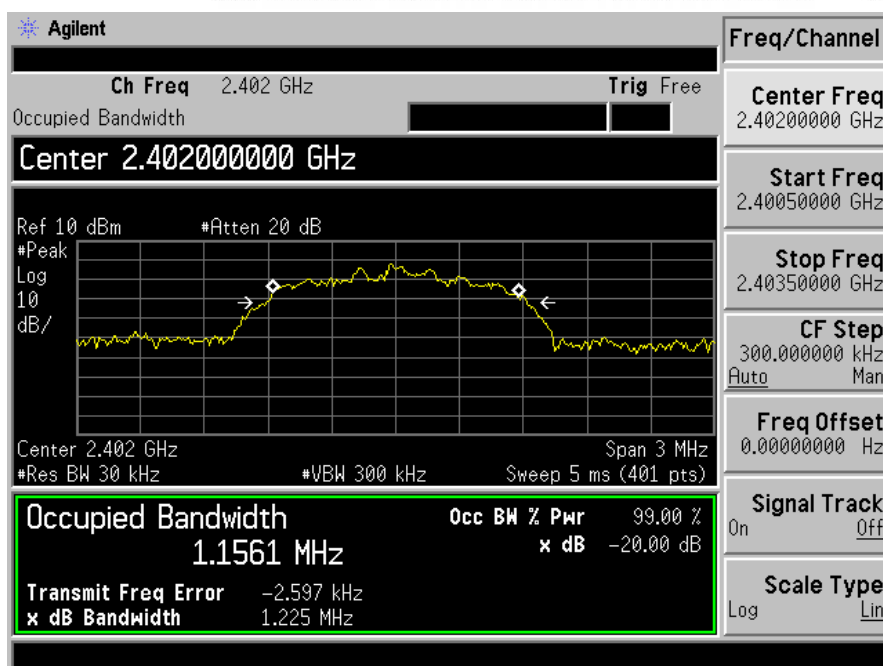 Agilent
Freq/Channel
Ch Freq 2.402 GHz Trig Free
Occupied Bandwidth
Center 2.402000000 GHz
Ref 10 dBm #Atten 20 dB
#Peak
Log
10
dB/
Center 2.402 GHz Span 3 MHz
#Res BW 30 kHz #VBW 300 kHz Sweep 5 ms (401 pts)
Occupied Bandwidth
1.1561 MHz
Occ BW % Pwr 99.00 %
x dB -20.00 dB
Transmit Freq Error -2.597 kHz
x dB Bandwidth 1.225 MHz
Center Freq
2.40200000 GHz
Start Freq
2.40050000 GHz
Stop Freq
2.40350000 GHz
CF Step
300.000000 kHz
Auto Man
Freq Offset
0.00000000 Hz
Signal Track
On Off
Scale Type
Log Lin